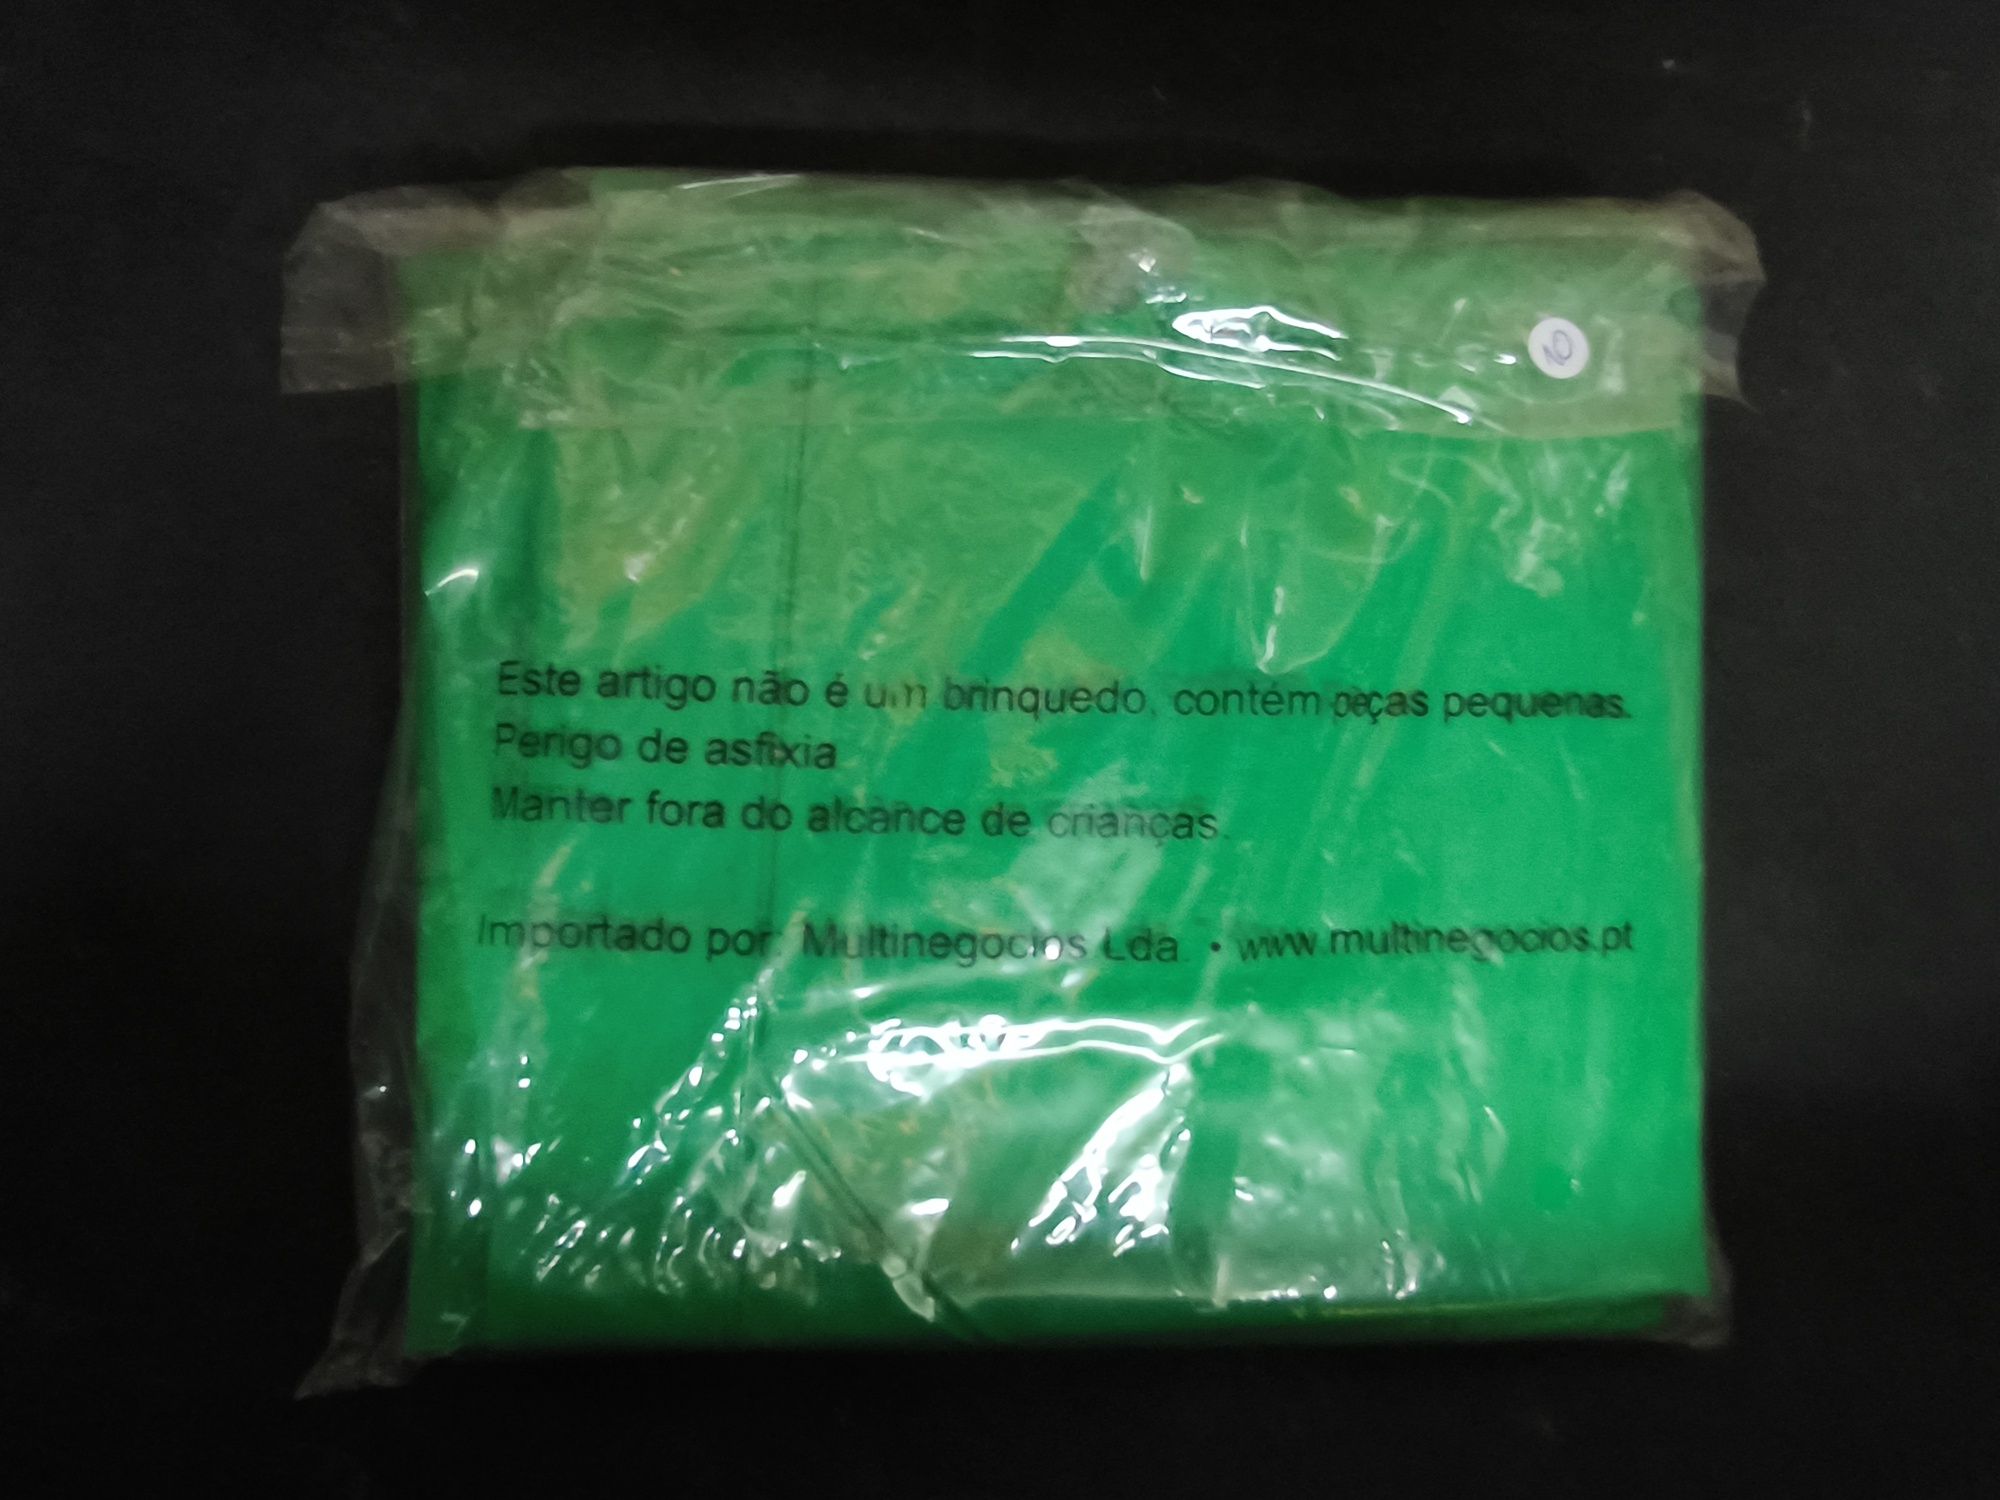 10
Este artigo não é um brinquedo, contém peças pequenas.
Perigo de asfixia
Manter fora do alcance de crianças.
Importado por: Multinegocios Lda. • www.multinegocios.pt